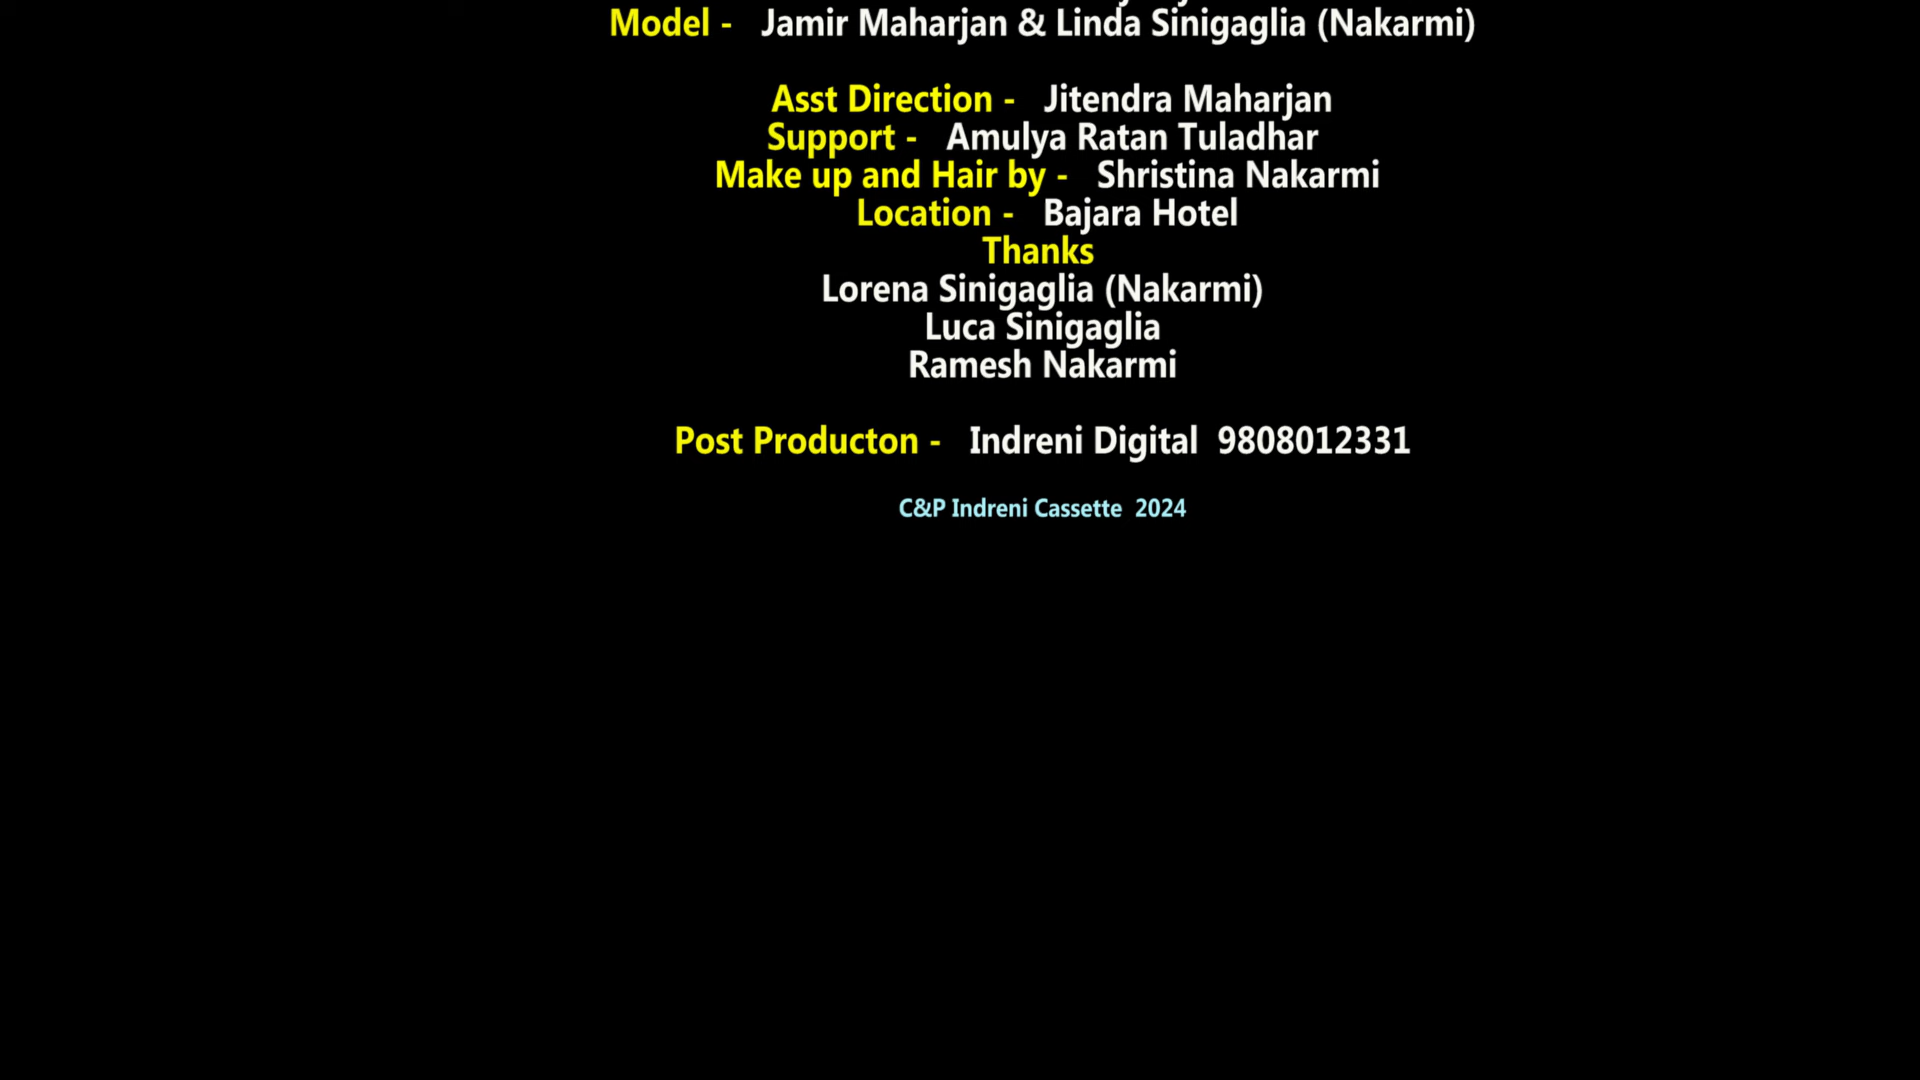 Model - Jamir Maharjan & Linda Sinigaglia (Nakarmi)
Asst Direction - Jitendra Maharjan
Support - Amulya Ratan Tuladhar
Make up and Hair by - Shristina Nakarmi
Location - Bajara Hotel
Thanks
Lorena Sinigaglia (Nakarmi)
Luca Sinigaglia
Ramesh Nakarmi
Post Producton - Indreni Digital 9808012331
C&P Indreni Cassette 2024